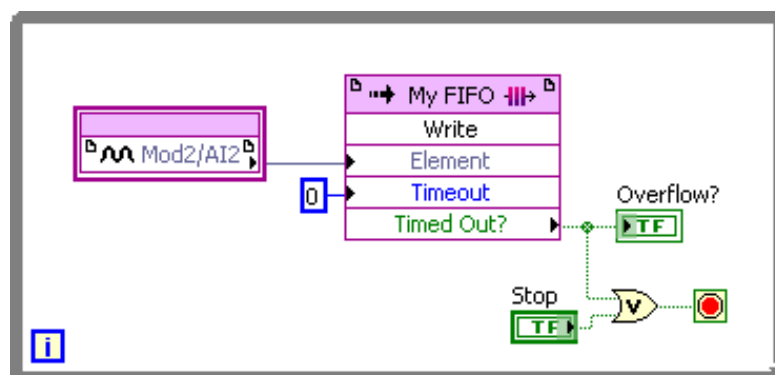 My FIFO
Write
Mod2/AI2
Element
0
Timeout
Overflow?
Timed Out?
TF
Stop
V
TF
i